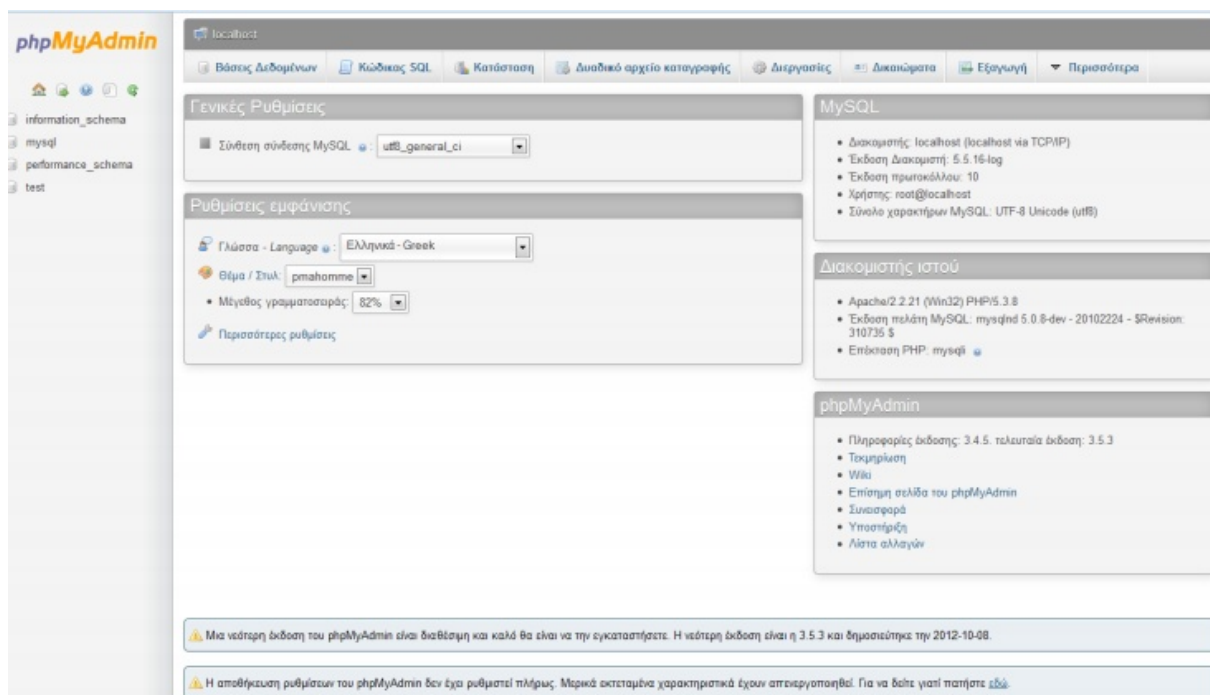 phpMyAdmin
information_schema
mysql
performance_schema
test
localhost
Βάσεις Δεδομένων
Κώδικας SQL
Κατάσταση
Δυαδικό αρχείο καταγραφής
Διεργασίες
Δικαιώματα
Εξαγωγή
Περισσότερα
Γενικές Ρυθμίσεις
Σύνθεση σύνδεσης MySQL : utf8_general_ci
Ρυθμίσεις εμφάνισης
Γλώσσα - Language : Ελληνικά - Greek
Θέμα / Στυλ: pmahomme
Μέγεθος γραμματοσειράς: 82%
Περισσότερες ρυθμίσεις
MySQL
Διακομιστής: localhost (localhost via TCP/IP)
Έκδοση Διακομιστή: 5.5.16-log
Έκδοση πρωτοκόλλου: 10
Χρήστης: root@localhost
Σύνολο χαρακτήρων MySQL: UTF-8 Unicode (utf8)
Διακομιστής ιστού
Apache/2.2.21 (Win32) PHP/5.3.8
Έκδοση πελάτη MySQL: mysqlnd 5.0.8-dev - 20102224 - $Revision:
310735 $
Επέκταση PHP: mysqli
phpMyAdmin
Πληροφορίες έκδοσης: 3.4.5. τελευταία έκδοση: 3.5.3
Τεκμηρίωση
Wiki
Επίσημη σελίδα του phpMyAdmin
Συνεισφορά
Υποστήριξη
Λίστα αλλαγών
Μια νεότερη έκδοση του phpMyAdmin είναι διαθέσιμη και καλό θα είναι να την εγκαταστήσετε. Η νεότερη έκδοση είναι η 3.5.3 και δημοσιεύτηκε την 2012-10-08.
Η αποθήκευση ρυθμίσεων του phpMyAdmin δεν έχει ρυθμιστεί πλήρως. Μερικά εκτεταμένα χαρακτηριστικά έχουν απενεργοποιηθεί. Για να δείτε γιατί πατήστε εδώ.